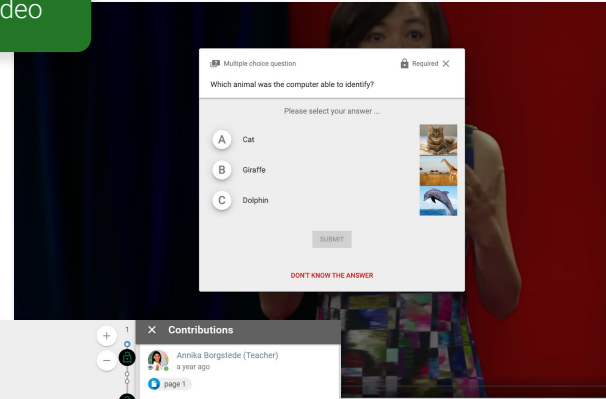 deo
Multiple choice question
Required
Which animal was the computer able to identify?
Please select your answer ...
A Cat
B Giraffe
C Dolphin
SUBMIT
DON'T KNOW THE ANSWER
1
Contributions
Annika Borgstede (Teacher)
a year ago
page 1